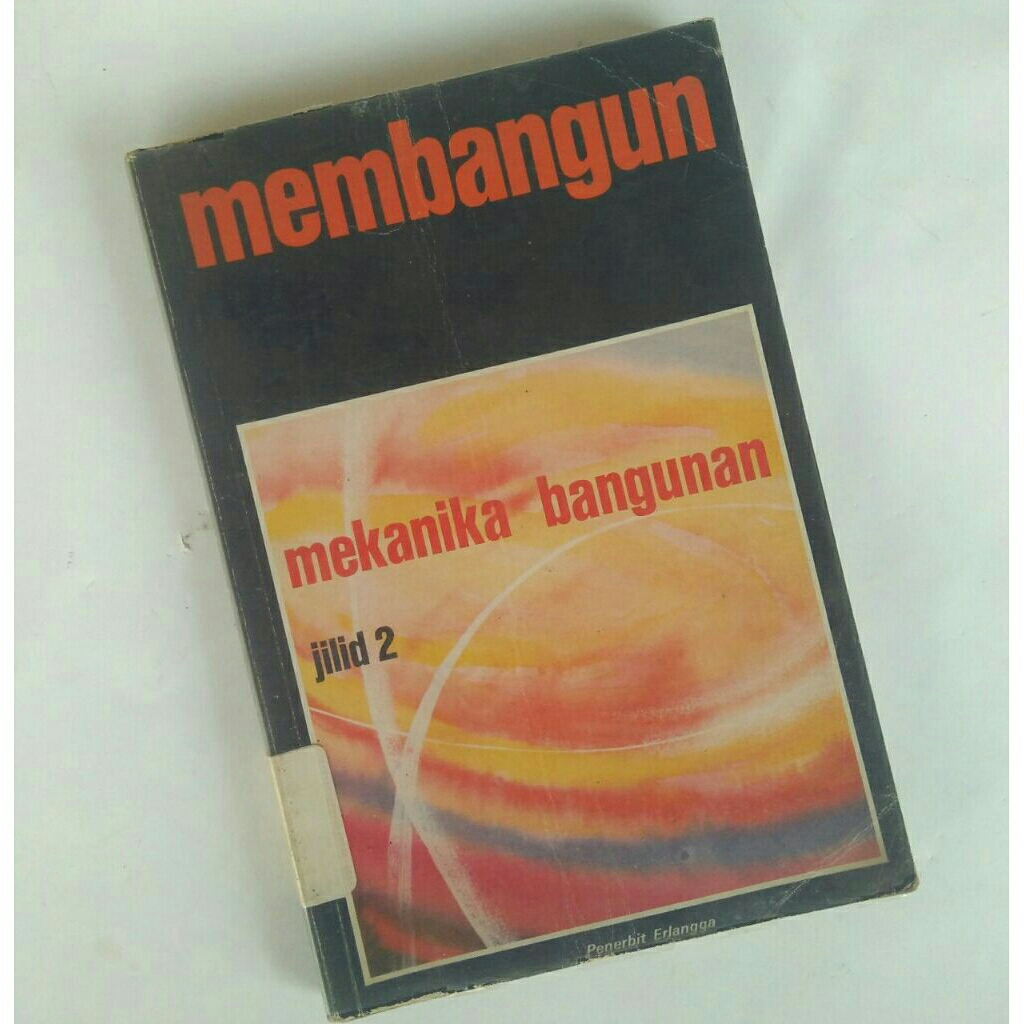 membangun
mekanika bangunan
jilid 2
Penerbit Erlangga